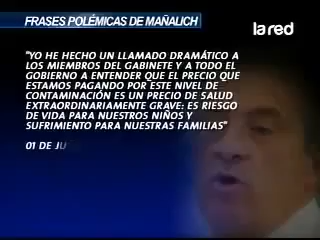 FRASES POLÉMICAS DE MAÑALICH
la red
"YO HE HECHO UN LLAMADO DRAMÁTICO A
LOS MIEMBROS DEL GABINETE Y A TODO EL
GOBIERNO A ENTENDER QUE EL PRECIO QUE
ESTAMOS PAGANDO POR ESTE NIVEL DE
CONTAMINACIÓN ES UN PRECIO DE SALUD
EXTRAORDINARIAMENTE GRAVE: ES RIESGO
DE VIDA PARA NUESTROS NIÑOS Y
SUFRIMIENTO PARA NUESTRAS FAMILIAS"
01 DE JU